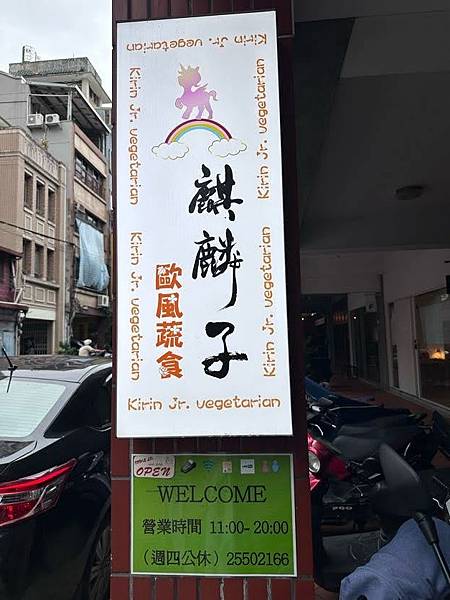 Kirin Jr. vegetarian
Kirin Jr. vegetarian
Kirin Jr. vegetarian
麒麟子
歐風蔬食
Kirin Jr. vegetarian
Kirin Jr. vegetarian
Kirin Jr. vegetarian
Kirin Jr. vegetarian
OPEN
WELCOME
營業時間 11:00-20:00
（週四公休）25502166